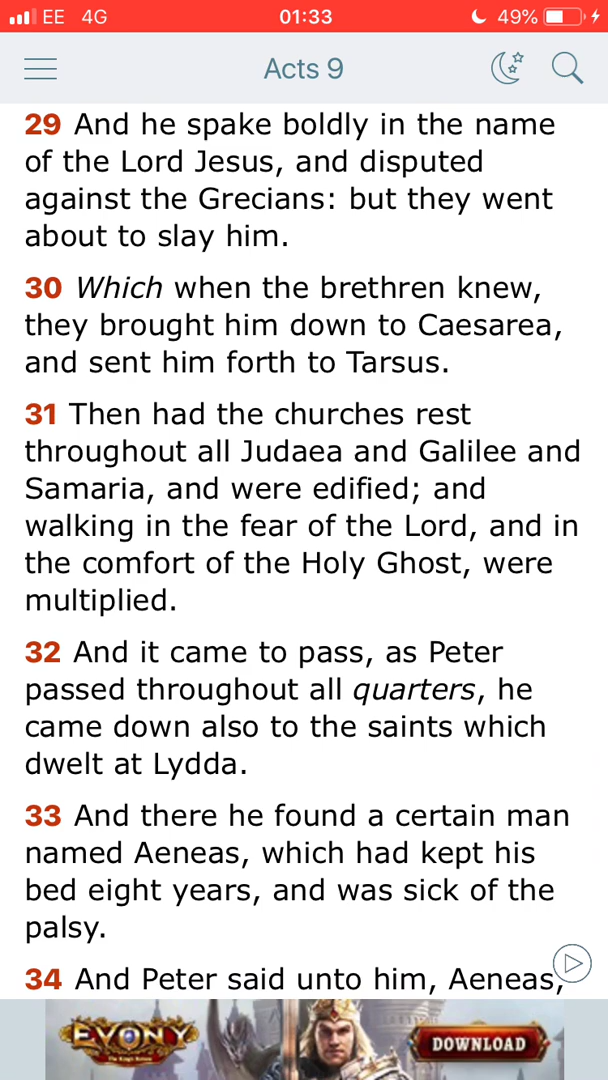 EE 4G 01:33 49%
Acts 9
29 And he spake boldly in the name
of the Lord Jesus, and disputed
against the Grecians: but they went
about to slay him.
30 Which when the brethren knew,
they brought him down to Caesarea,
and sent him forth to Tarsus.
31 Then had the churches rest
throughout all Judaea and Galilee and
Samaria, and were edified; and
walking in the fear of the Lord, and in
the comfort of the Holy Ghost, were
multiplied.
32 And it came to pass, as Peter
passed throughout all quarters, he
came down also to the saints which
dwelt at Lydda.
33 And there he found a certain man
named Aeneas, which had kept his
bed eight years, and was sick of the
palsy.
34 And Peter said unto him, Aeneas,
EVONY
The King's Return
DOWNLOAD